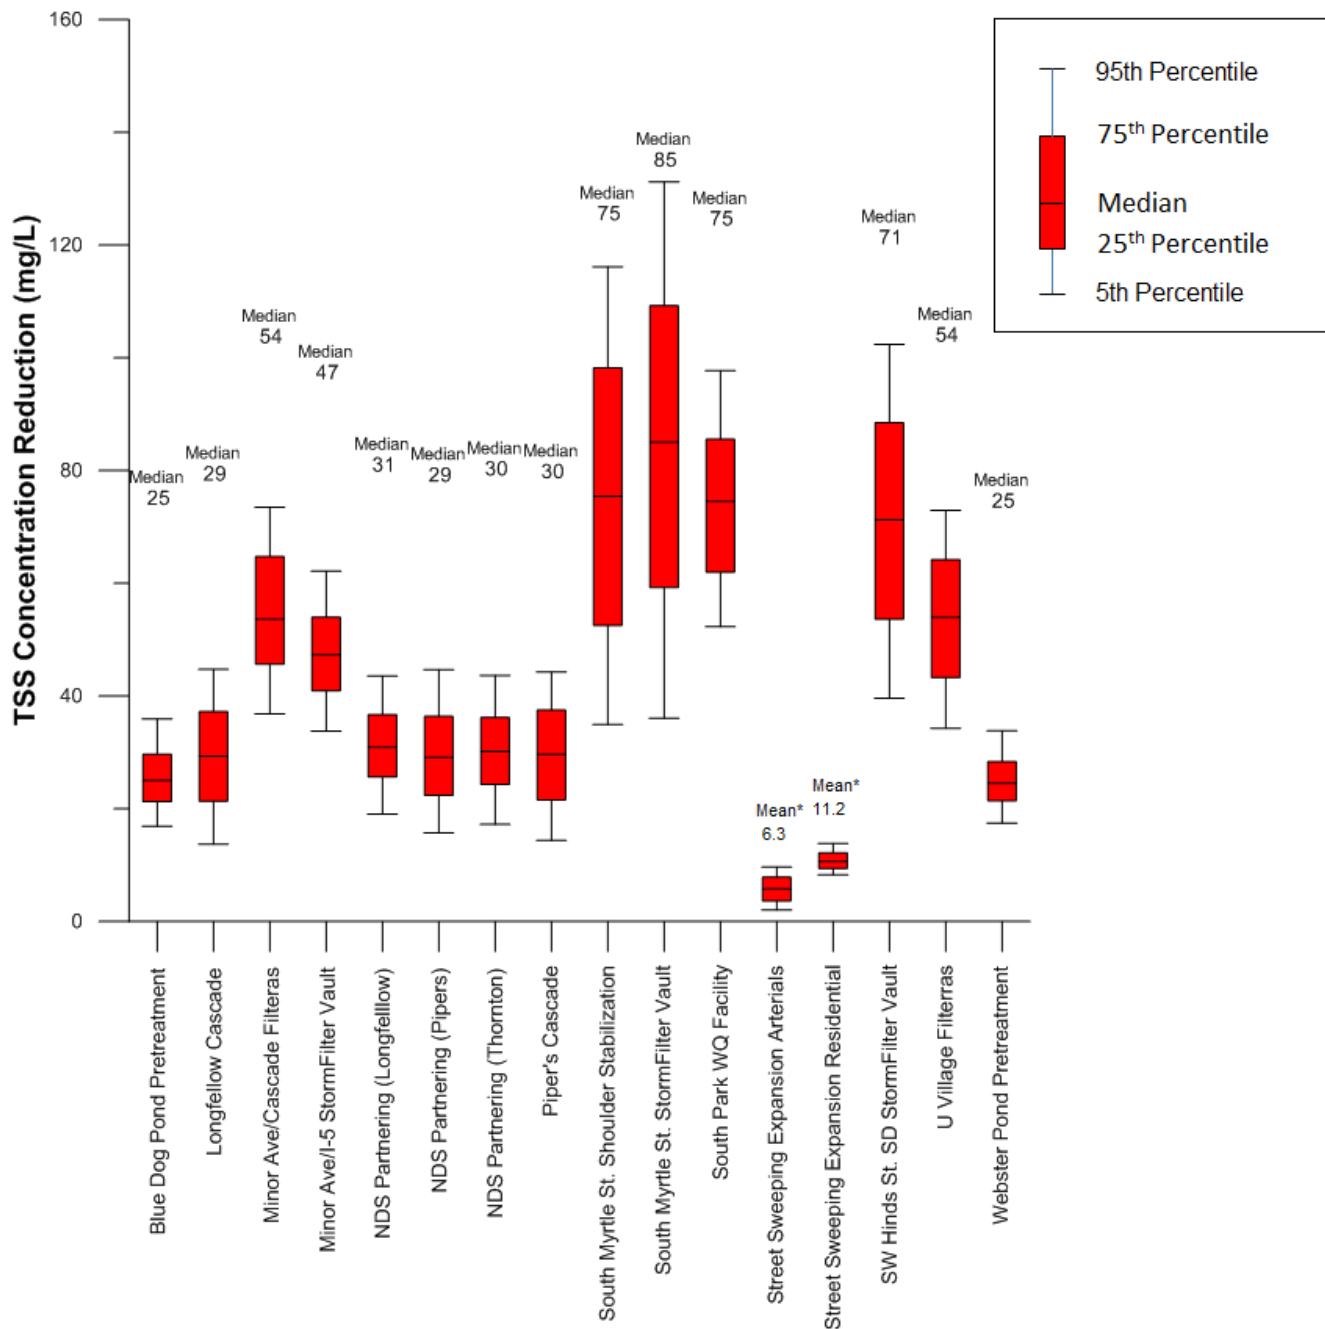 160
120
80
40
0
TSS Concentration Reduction (mg/L)
95th Percentile
75th Percentile
Median
25th Percentile
5th Percentile
Median
25
Median
29
Median
54
Median
47
Median
31
Median
29
Median
30
Median
30
Median
75
Median
85
Median
75
Mean*
6.3
Mean*
11.2
Median
71
Median
54
Median
25
Blue Dog Pond Pretreatment
Longfellow Cascade
Minor Ave/Cascade Filteras
Minor Ave/I-5 StormFilter Vault
NDS Partnering (Longfelllow)
NDS Partnering (Pipers)
NDS Partnering (Thornton)
Piper's Cascade
South Myrtle St. Shoulder Stabilization
South Myrtle St. StormFilter Vault
South Park WQ Facility
Street Sweeping Expansion Arterials
Street Sweeping Expansion Residential
SW Hinds St. SD StormFilter Vault
U Village Filterras
Webster Pond Pretreatment